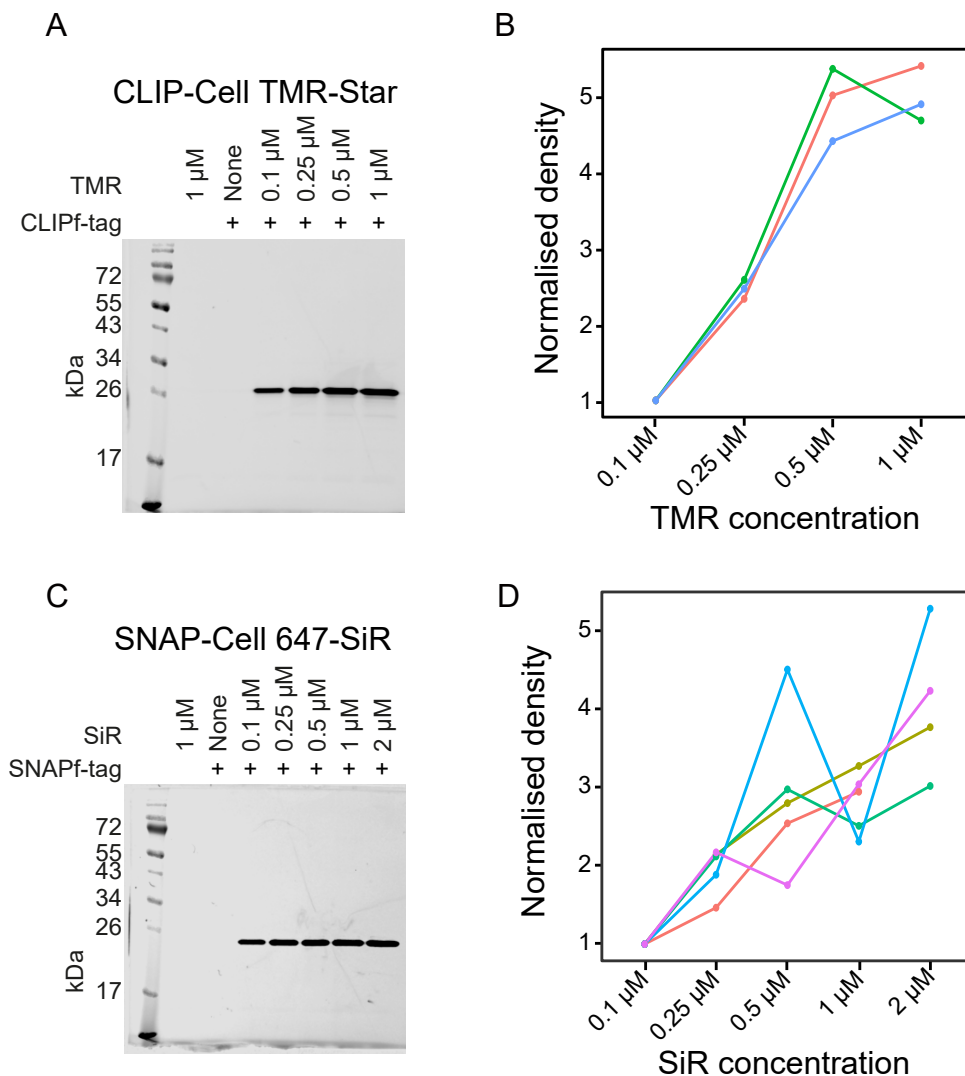 A
CLIP-Cell TMR-Star
TMR
1 µM
None
0.1 µM
0.25 µM
0.5 µM
1 µM
CLIPf-tag
+ + + + +
72
55
43
34
26
17
kDa
B
Normalised density
5
3
2
1
0.1 µM
0.25 µM
0.5 µM
1 µM
TMR concentration
C
SNAP-Cell 647-SiR
SiR
1 µM
None
0.1 µM
0.25 µM
0.5 µM
1 µM
2 µM
SNAPf-tag
+ + + + + +
72
55
43
34
26
17
kDa
D
Normalised density
5
4
3
2
1
0.1 µM
0.25 µM
0.5 µM
1 µM
2 µM
SiR concentration